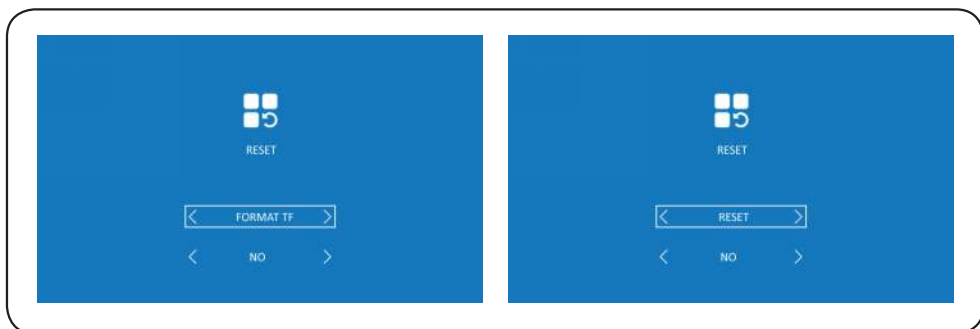 RESET
FORMAT TF
NO
RESET
RESET
NO